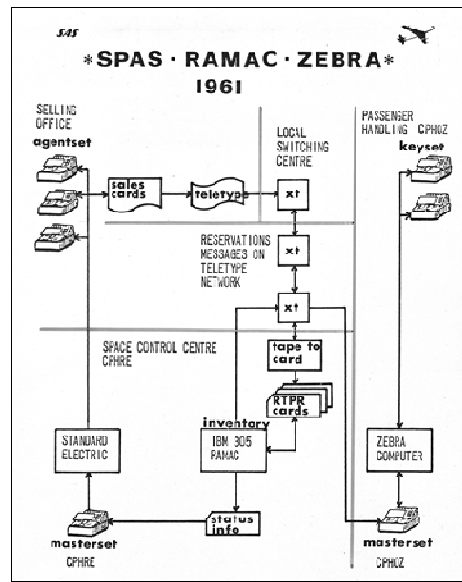 SAS
*SPAS · RAMAC · ZEBRA*
1961
SELLING
OFFICE
agentset
LOCAL
SWITCHING
CENTRE
PASSENGER
HANDLING CPHOZ
keyset
sales
cards
teletype
xt
RESERVATIONS
MESSAGES ON
TELETYPE
NETWORK
xt
xt
SPACE CONTROL CENTRE
CPHRE
tape to
card
RTPR
cards
inventory
STANDARD
ELECTRIC
IBM 305
RAMAC
ZEBRA
COMPUTER
status
info
masterset
CPHRE
masterset
CPHOZ